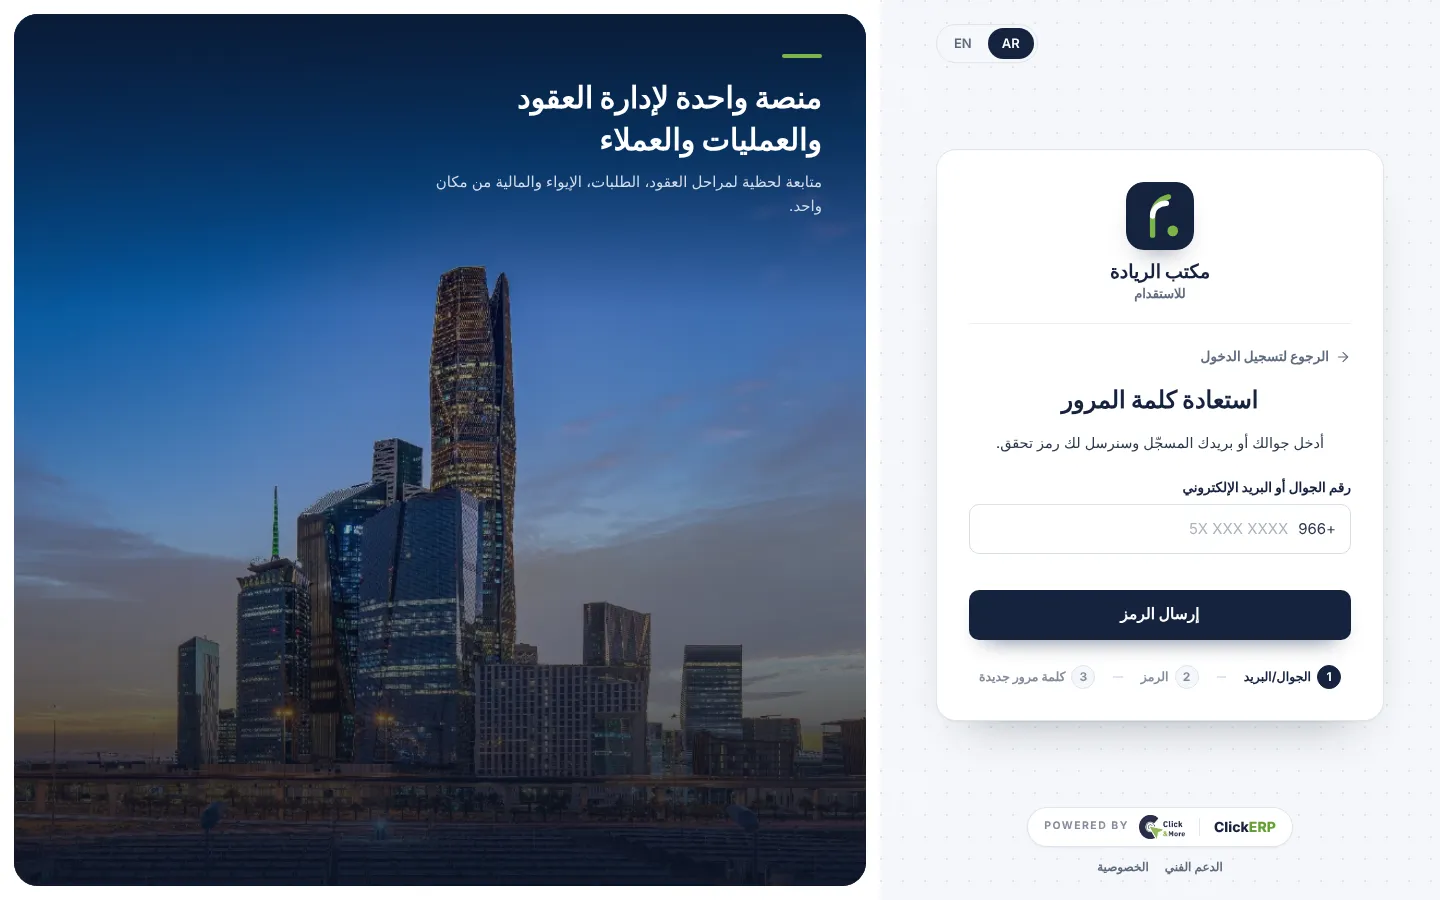 منصة واحدة لإدارة العقود
والعمليات والعملاء
متابعة لحظية لمراحل العقود، الطلبات، الإيواء والمالية من مكان
واحد.
EN AR
مكتب الريادة
للاستقدام
الرجوع لتسجيل الدخول
استعادة كلمة المرور
أدخل جوالك أو بريدك المسجّل وسنرسل لك رمز تحقق.
رقم الجوال أو البريد الإلكتروني
+966 5X XXX XXXX
إرسال الرمز
1 الجوال/البريد 2 الرمز 3 كلمة مرور جديدة
POWERED BY Click &More ClickERP
الدعم الفني الخصوصية